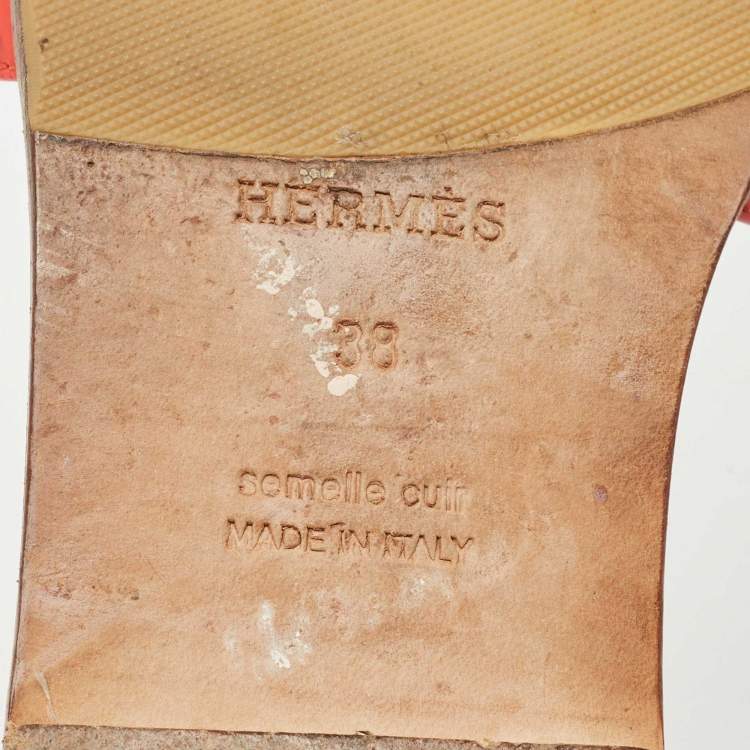 HERMÈS
38
semelle cuir
MADE IN ITALY